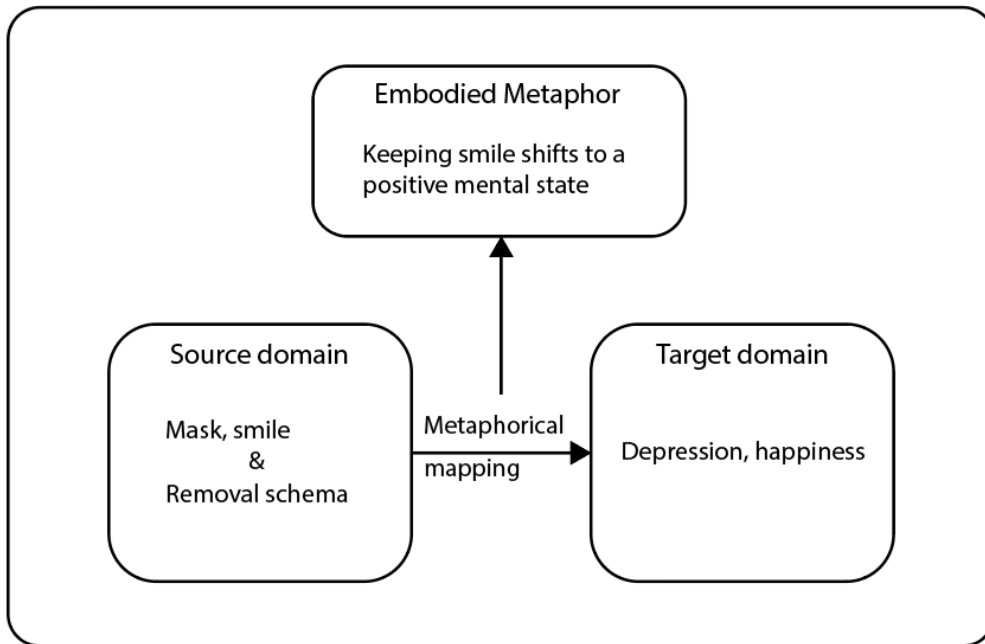 Embodied Metaphor
Keeping smile shifts to a
positive mental state
Source domain
Mask, smile
&
Removal schema
Metaphorical
mapping
Target domain
Depression, happiness